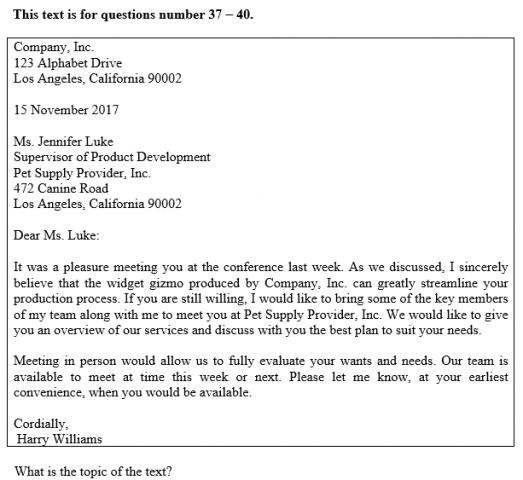 This text is for questions number 37 – 40.
Company, Inc.
123 Alphabet Drive
Los Angeles, California 90002
15 November 2017
Ms. Jennifer Luke
Supervisor of Product Development
Pet Supply Provider, Inc.
472 Canine Road
Los Angeles, California 90002
Dear Ms. Luke:
It was a pleasure meeting you at the conference last week. As we discussed, I sincerely
believe that the widget gizmo produced by Company, Inc. can greatly streamline your
production process. If you are still willing, I would like to bring some of the key members
of my team along with me to meet you at Pet Supply Provider, Inc. We would like to give
you an overview of our services and discuss with you the best plan to suit your needs.
Meeting in person would allow us to fully evaluate your wants and needs. Our team is
available to meet at time this week or next. Please let me know, at your earliest
convenience, when you would be available.
Cordially,
Harry Williams
What is the topic of the text?